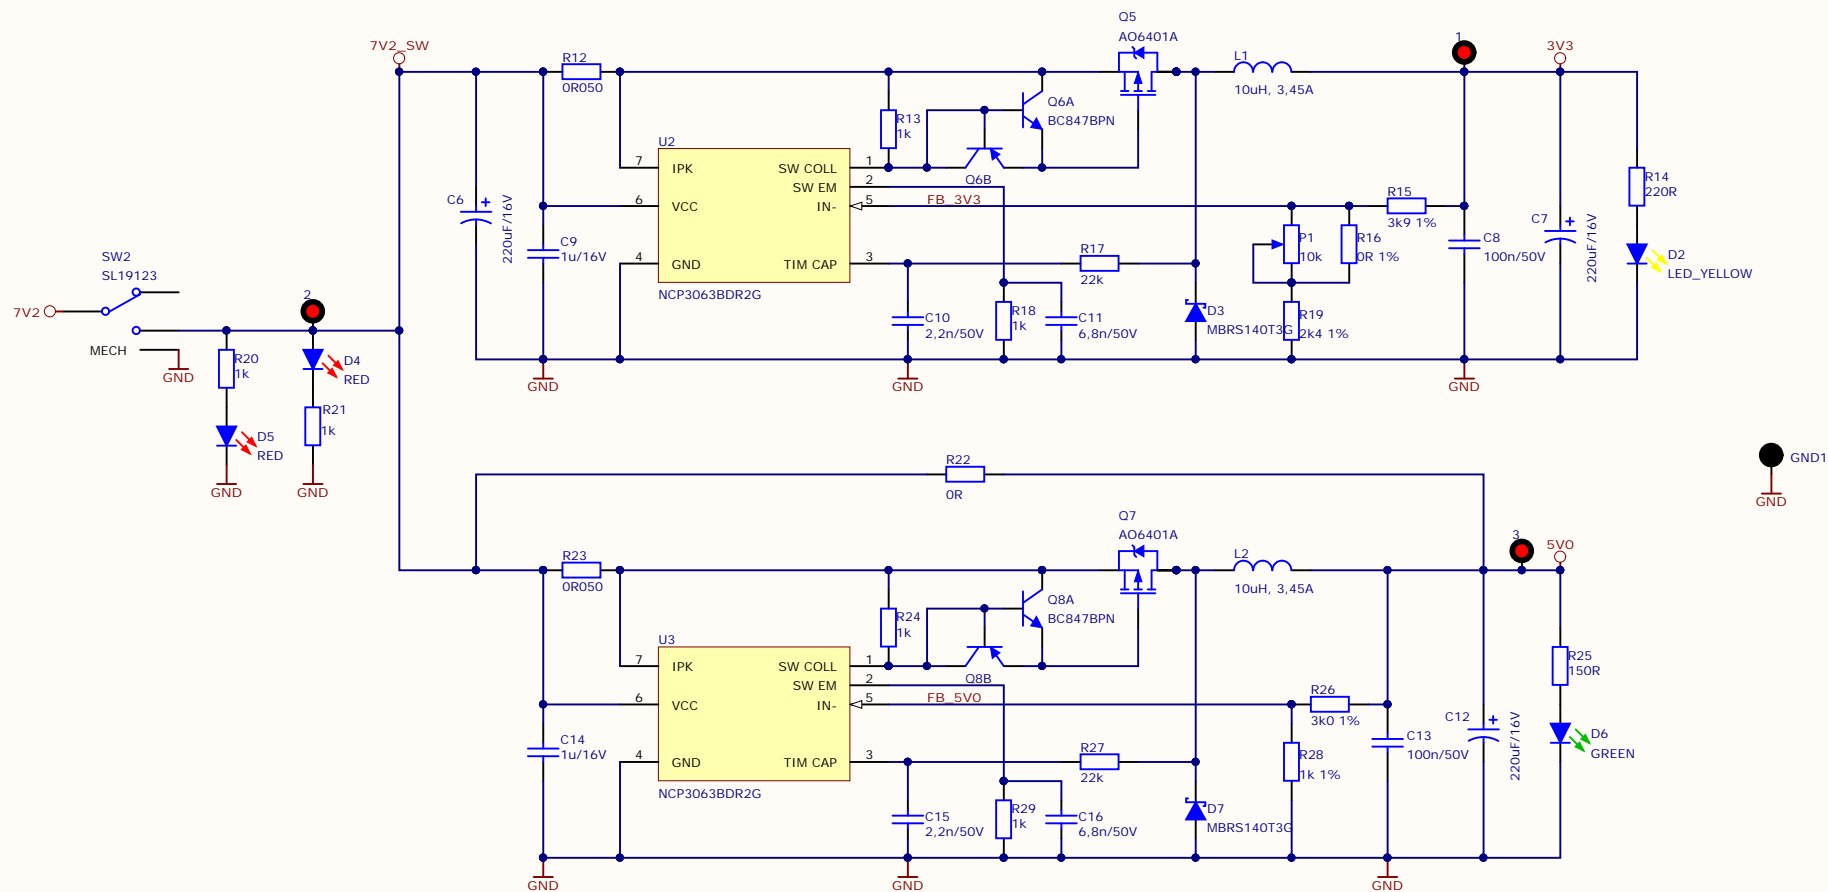 7V2_SW
R12
0R050
Q5
AO6401A
L1
10uH, 3,45A
1
3V3
R13
1k
Q6A
BC847BPN
Q6B
U2
7 IPK
6 VCC
4 GND
SW COLL 1
SW EM 2
IN- 5
TIM CAP 3
NCP3063BDR2G
FB_3V3
C6
+
220uF/16V
C9
1u/16V
R17
22k
P1
10k
R16
0R 1%
R15
3k9 1%
C8
100n/50V
C7
+
220uF/16V
R14
220R
D2
LED_YELLOW
C10
2,2n/50V
R18
1k
C11
6,8n/50V
D3
MBRS140T3G
R19
2k4 1%
GND
GND
GND
SW2
SL19123
7V2
MECH
GND
2
R20
1k
D4
RED
R21
1k
D5
RED
GND
GND
GND1
GND
R22
0R
R23
0R050
Q7
AO6401A
L2
10uH, 3,45A
3
5V0
R24
1k
Q8A
BC847BPN
Q8B
U3
7 IPK
6 VCC
4 GND
SW COLL 1
SW EM 2
IN- 5
TIM CAP 3
NCP3063BDR2G
FB_5V0
C14
1u/16V
R27
22k
R26
3k0 1%
R28
1k 1%
C13
100n/50V
C12
+
220uF/16V
R25
150R
D6
GREEN
C15
2,2n/50V
R29
1k
C16
6,8n/50V
D7
MBRS140T3G
GND
GND
GND